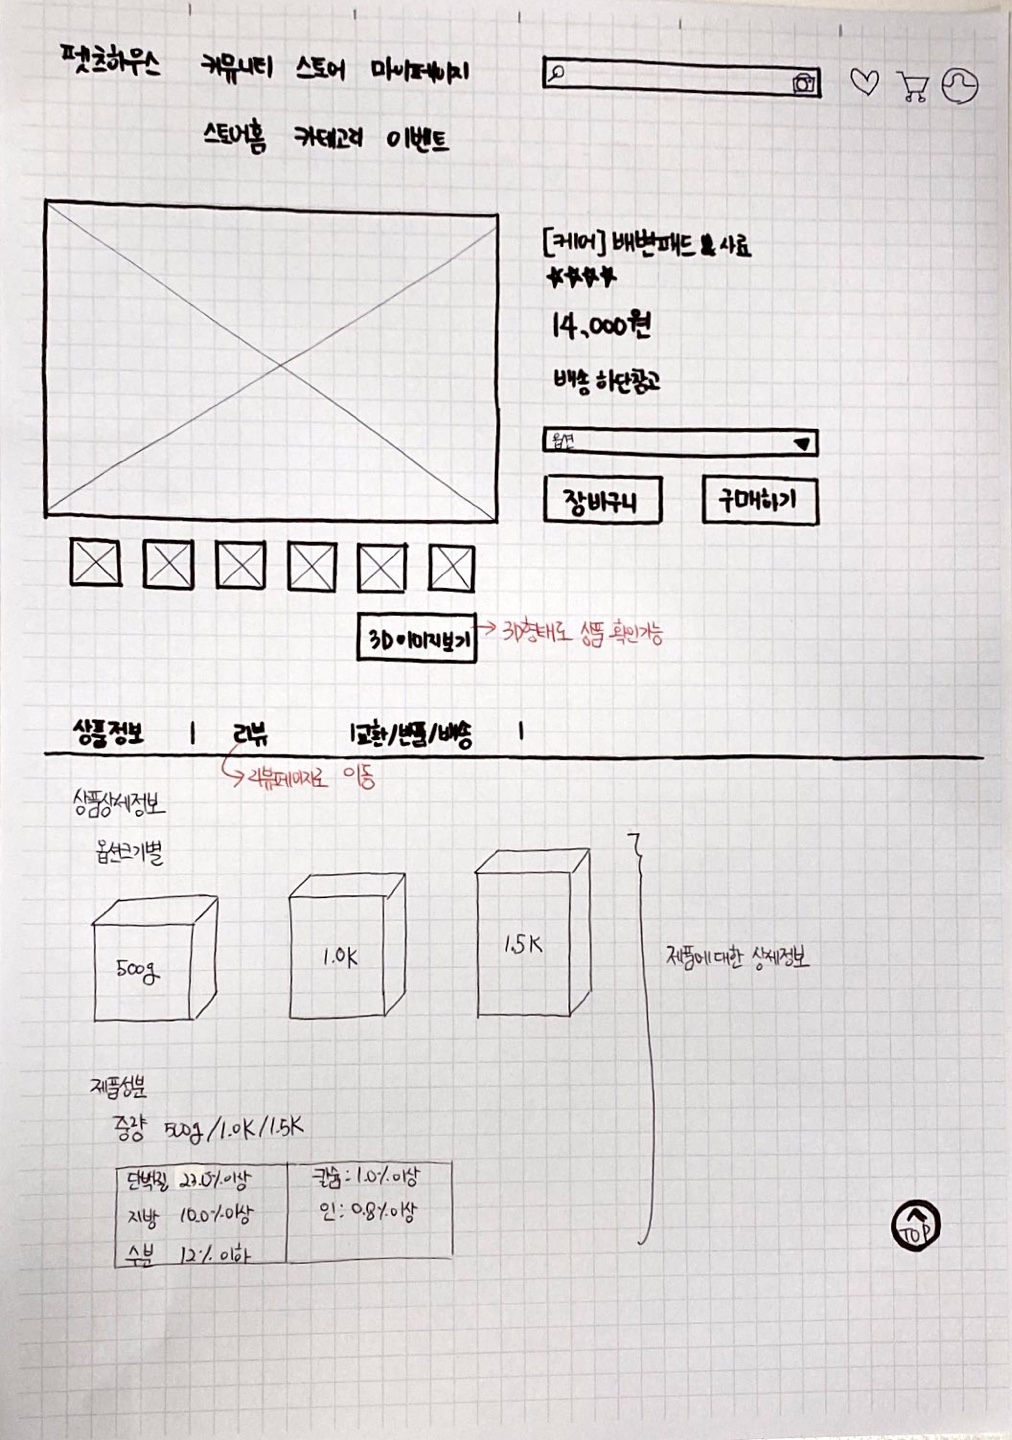 펫츠하우스 커뮤니티 스토어 마이페이지
스토어홈 카테고리 이벤트
[케어] 배변패드 & 사료
14,000원
배송 하단참고
옵션
장바구니 구매하기
3D이미지보기 → 3D형태로 상품 확인가능
상품정보 | 리뷰 | 교환/반품/배송 |
리뷰페이지로 이동
상품상세정보
옵션크기별
500g 1.0K 1.5K
제품에 대한 상세정보
제품성분
중량 500g/1.0K/1.5K
단백질 27.0%이상 칼슘:1.0%이상
지방 10.0%이상 인:0.8%이상
수분 12%이하
TOP